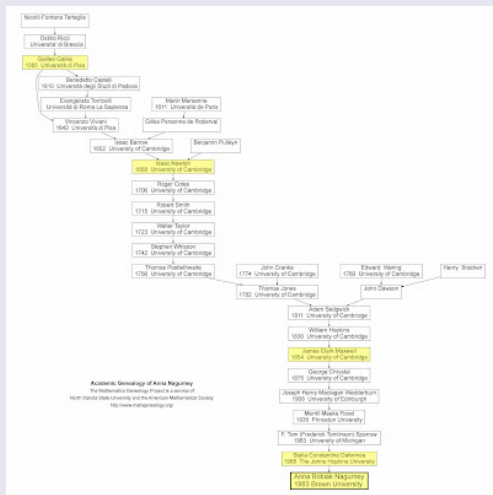 Nicolò Fontana Tartaglia
Ostilio Ricci
Universita' di Brescia
Galileo Galilei
1585 Università di Pisa
Benedetto Castelli
1610 Università degli Studi di Padova
Evangelista Torricelli
Università di Roma La Sapienza
Marin Mersenne
1611 Université de Paris
Vincenzo Viviani
1642 Università di Pisa
Gilles Personne de Roberval
Isaac Barrow
1652 University of Cambridge
Benjamin Pulleyn
Isaac Newton
1668 University of Cambridge
Roger Cotes
1706 University of Cambridge
Robert Smith
1715 University of Cambridge
Walter Taylor
1723 University of Cambridge
Stephen Whisson
1742 University of Cambridge
Thomas Postlethwaite
1756 University of Cambridge
John Cranke
1774 University of Cambridge
Edward Waring
1760 University of Cambridge
Henry Bracken
Thomas Jones
1782 University of Cambridge
John Dawson
Adam Sedgwick
1811 University of Cambridge
William Hopkins
1830 University of Cambridge
James Clerk Maxwell
1854 University of Cambridge
George Chrystal
1875 University of Cambridge
Joseph Henry Maclagan Wedderburn
1908 University of Edinburgh
Merrill Meeks Flood
1935 Princeton University
F. Tom (Frederick Tomlinson) Sparrow
1963 University of Michigan
Stella Constantina Dafermos
1968 The Johns Hopkins University
Anna Bobiak Nagurney
1983 Brown University
Academic Genealogy of Anna Nagurney
The Mathematics Genealogy Project is a service of
North Dakota State University and the American Mathematical Society
http://www.mathgenealogy.org/